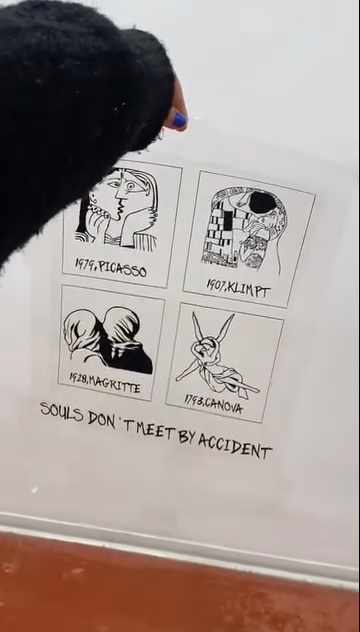 1979, PICASSO
1907, KLIMPT
1928, MAGRITTE
1793, CANOVA
SOULS DON'T MEET BY ACCIDENT